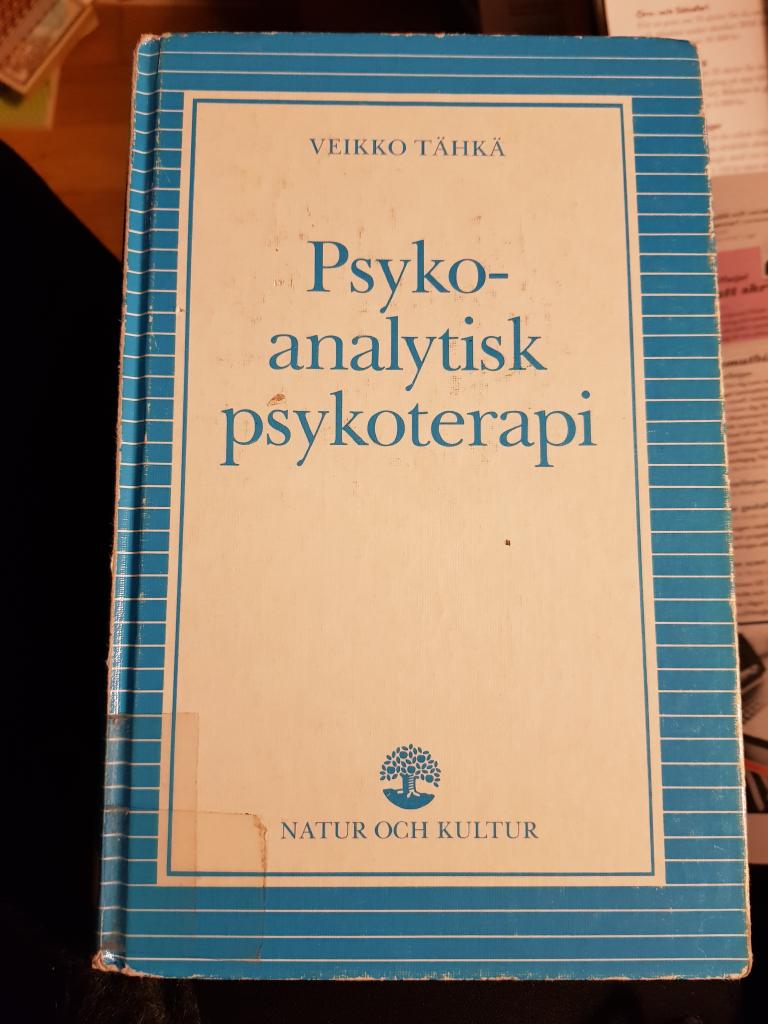 VEIKKO TÄHKÄ
Psyko-
analytisk
psykoterapi
NATUR OCH KULTUR